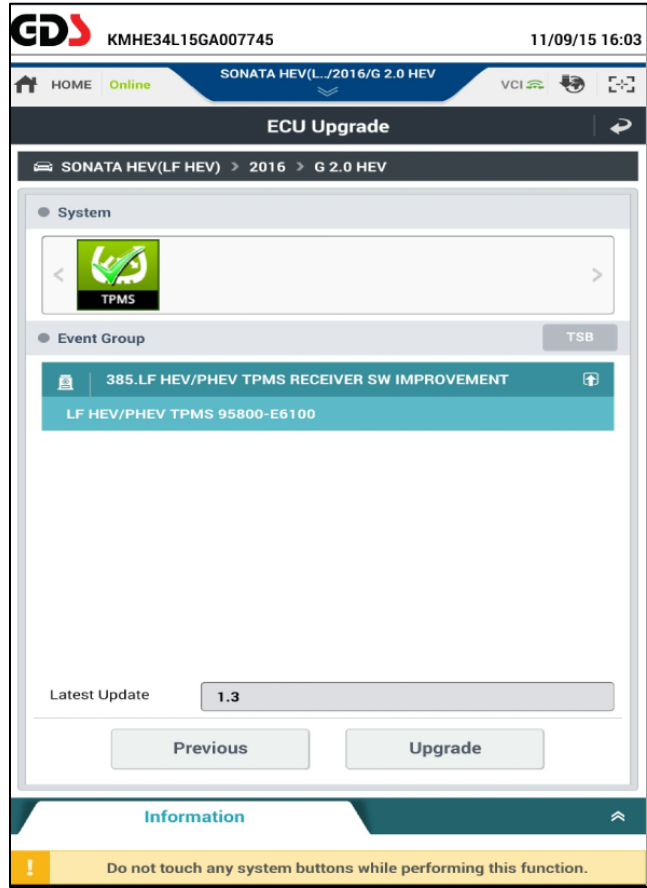 GDS KMHE34L15GA007745 11/09/15 16:03
HOME Online SONATA HEV(L../2016/G 2.0 HEV VCI
ECU Upgrade
SONATA HEV(LF HEV) > 2016 > G 2.0 HEV
System
< >
TPMS
Event Group TSB
385.LF HEV/PHEV TPMS RECEIVER SW IMPROVEMENT
LF HEV/PHEV TPMS 95800-E6100
Latest Update 1.3
Previous Upgrade
Information
! Do not touch any system buttons while performing this function.